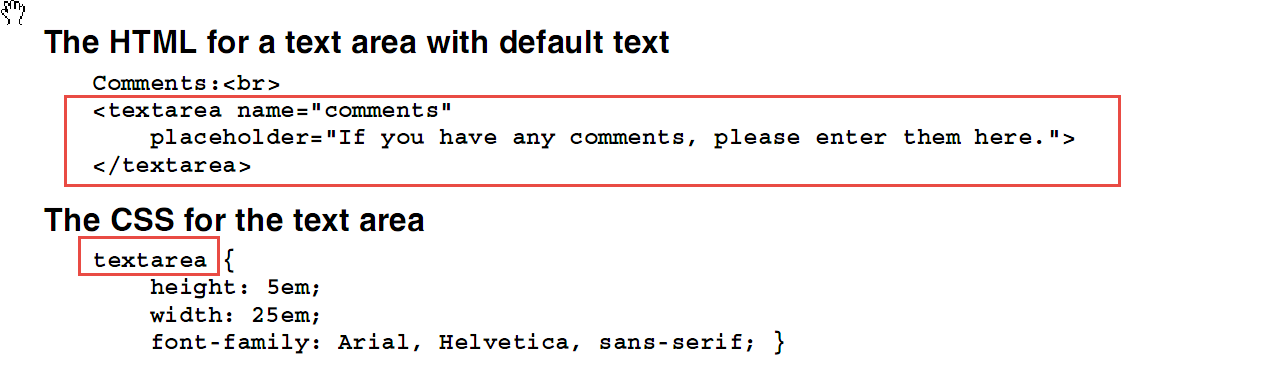 The HTML for a text area with default text
Comments:<br>
<textarea name="comments"
placeholder="If you have any comments, please enter them here.">
</textarea>
The CSS for the text area
textarea {
height: 5em;
width: 25em;
font-family: Arial, Helvetica, sans-serif; }